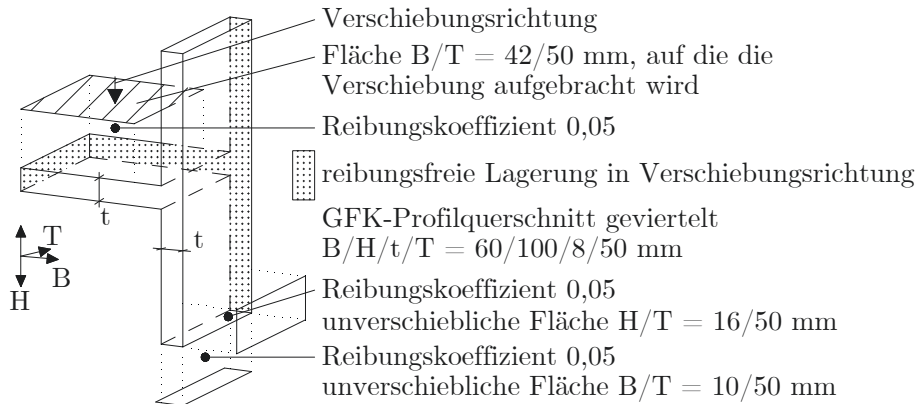 Verschiebungsrichtung
Fläche B/T = 42/50 mm, auf die die
Verschiebung aufgebracht wird
Reibungskoeffizient 0,05
reibungsfreie Lagerung in Verschiebungsrichtung
t
t
GFK-Profilquerschnitt geviertelt
B/H/t/T = 60/100/8/50 mm
T
B
H
Reibungskoeffizient 0,05
unverschiebliche Fläche H/T = 16/50 mm
Reibungskoeffizient 0,05
unverschiebliche Fläche B/T = 10/50 mm